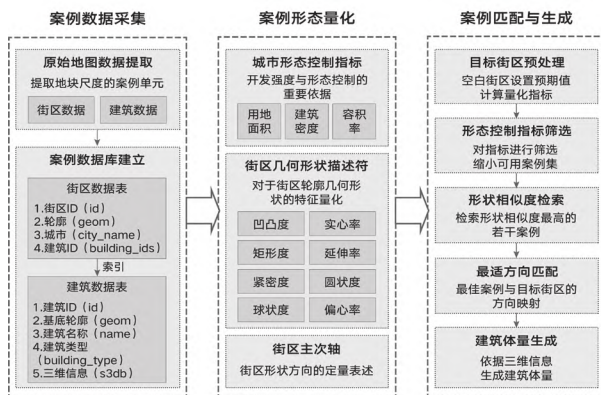 案例数据采集
原始地图数据提取
提取地块尺度的案例单元
街区数据
建筑数据
案例数据库建立
街区数据表
1.街区ID（id）
2.轮廓（geom）
3.城市（city_name）
4.建筑ID（building_ids）
索引
建筑数据表
1.建筑ID（id）
2.基底轮廓（geom）
3.建筑名称（name）
4.建筑类型
（building_type）
5.三维信息（s3db）
案例形态量化
城市形态控制指标
开发强度与形态控制的
重要依据
用地
面积
建筑
密度
容积
率
街区几何形状描述符
对于街区轮廓几何形
状的特征量化
凹凸度
实心率
矩形度
延伸率
紧密度
圆状度
球状度
偏心率
街区主次轴
街区形状方向的定量表述
案例匹配与生成
目标街区预处理
空白街区设置预期值
计算量化指标
形态控制指标筛选
对指标进行筛选
缩小可用案例集
形状相似度检索
检索形状相似度最高的
若干案例
最适方向匹配
最佳案例与目标街区的
方向映射
建筑体量生成
依据三维信息
生成建筑体量